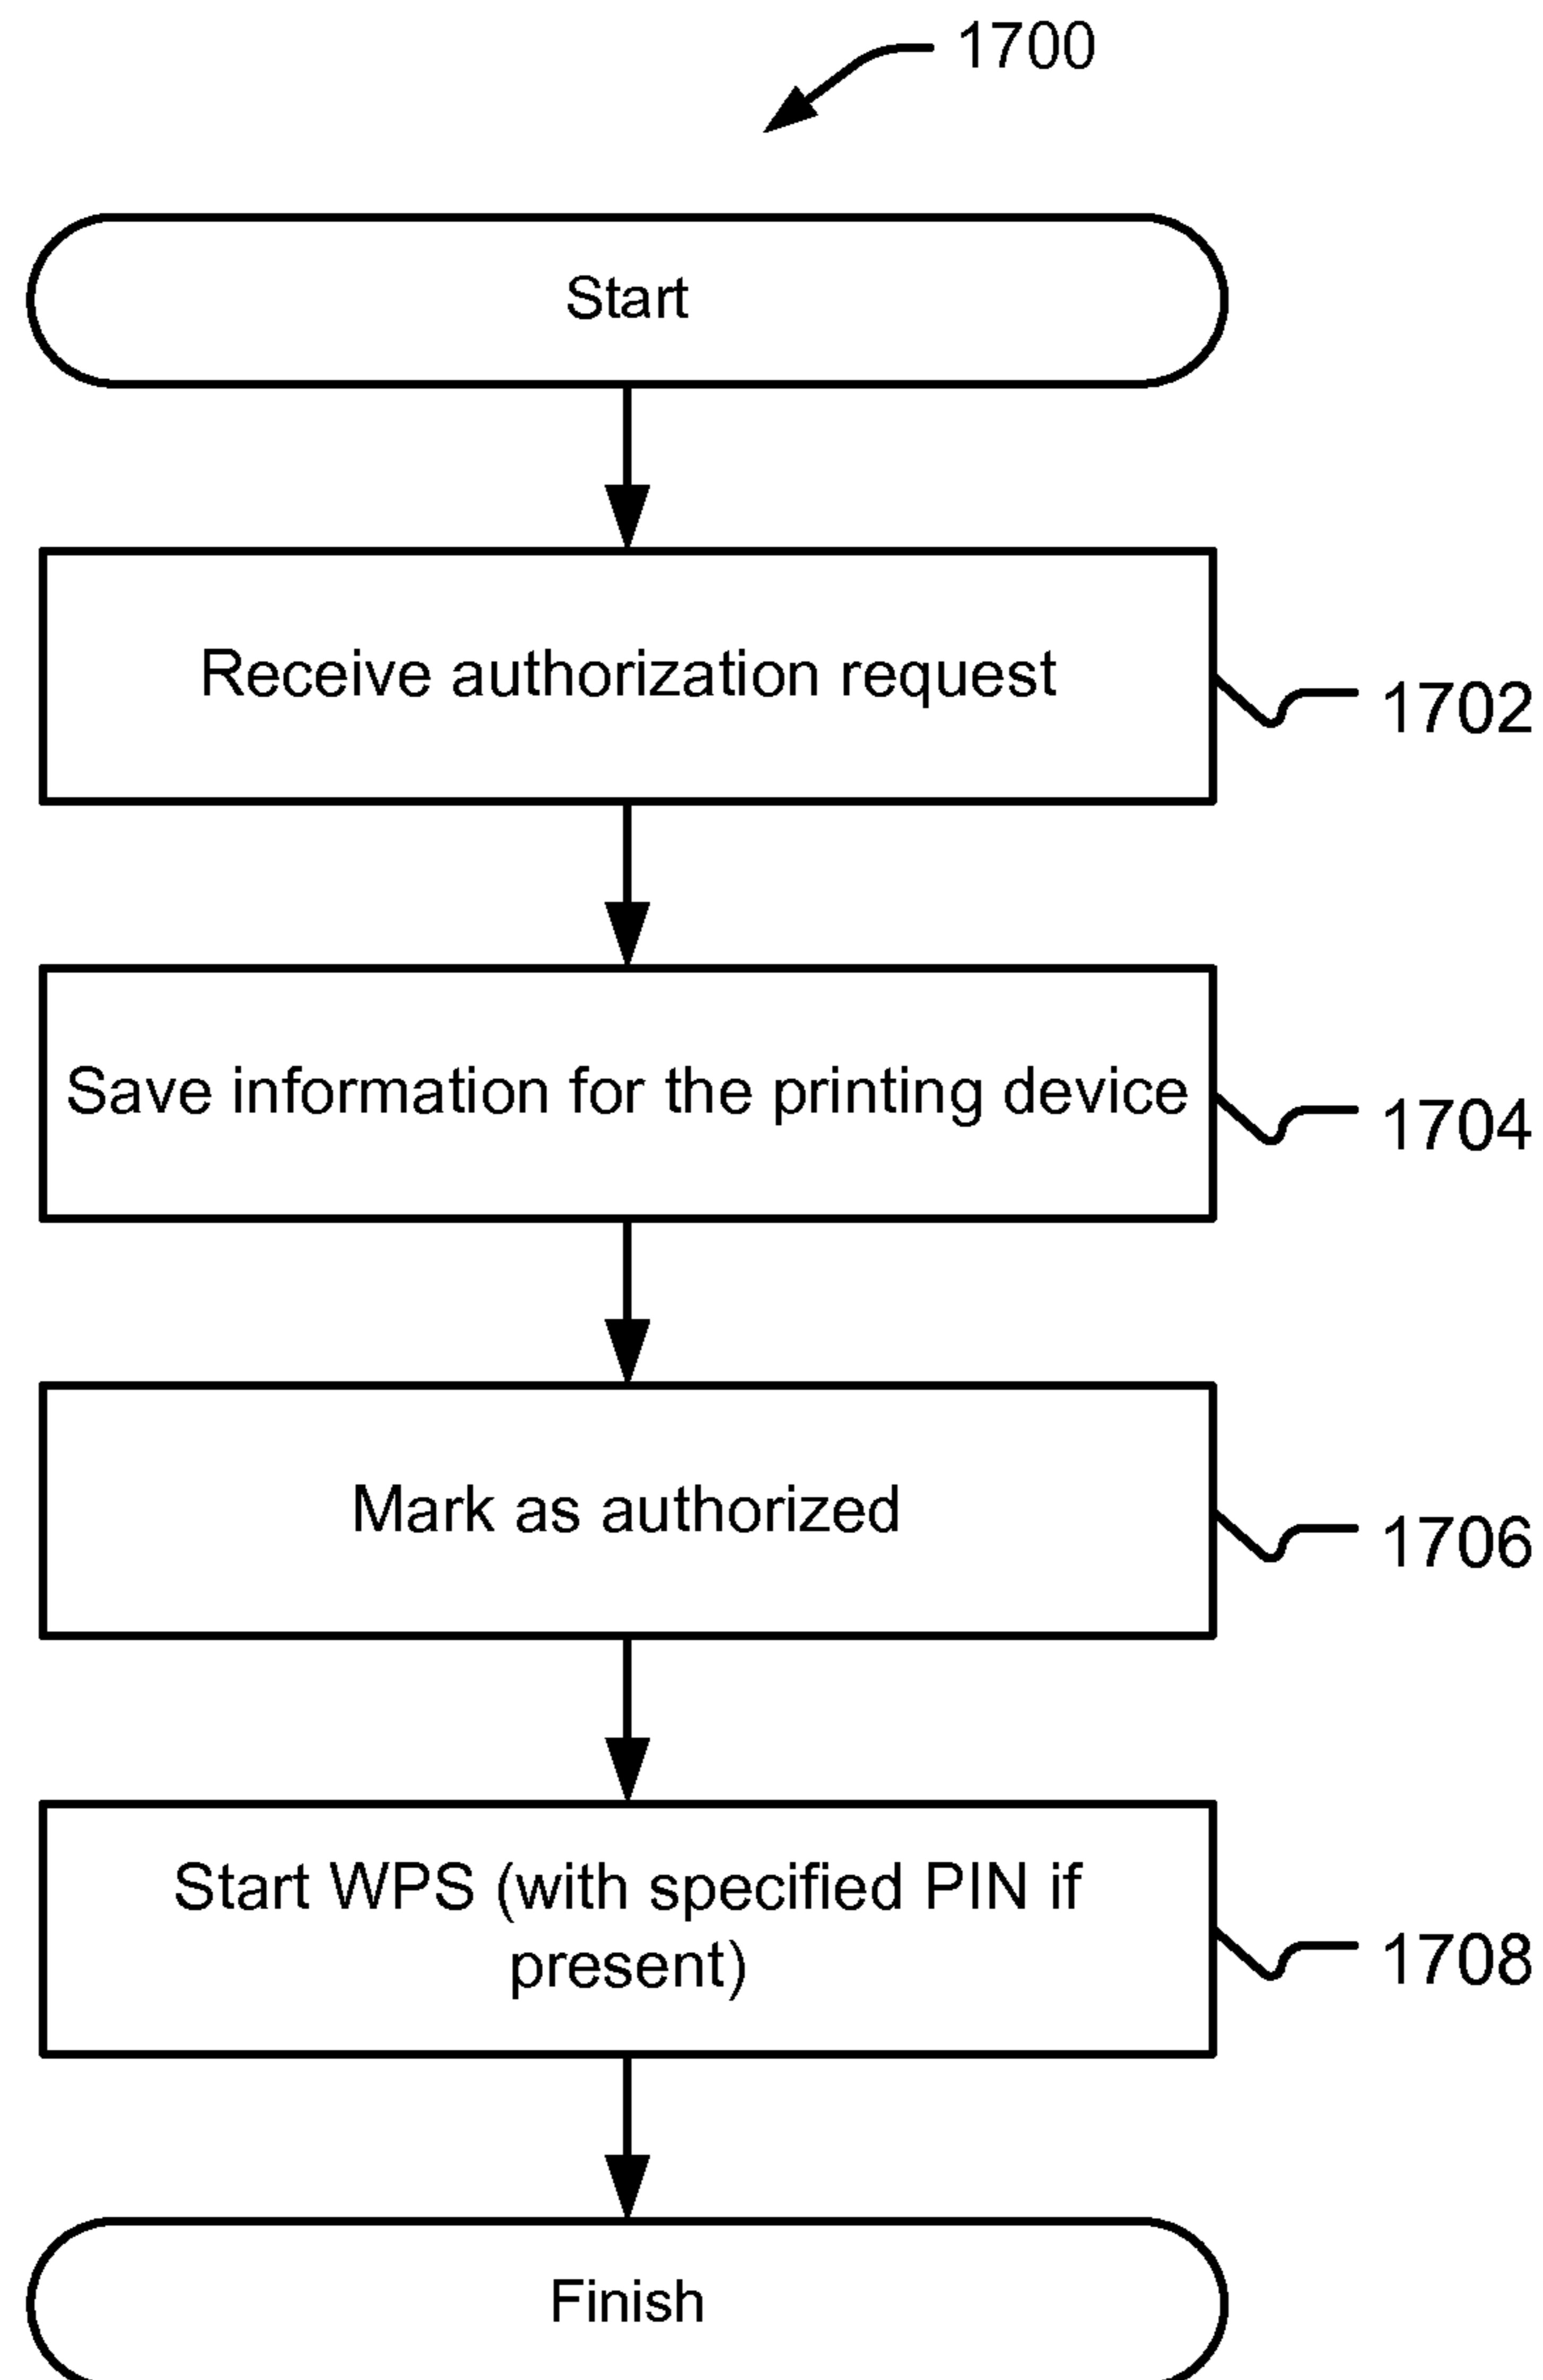 1700
Start
Receive authorization request
1702
Save information for the printing device
1704
Mark as authorized
1706
Start WPS (with specified PIN if
present)
1708
Finish